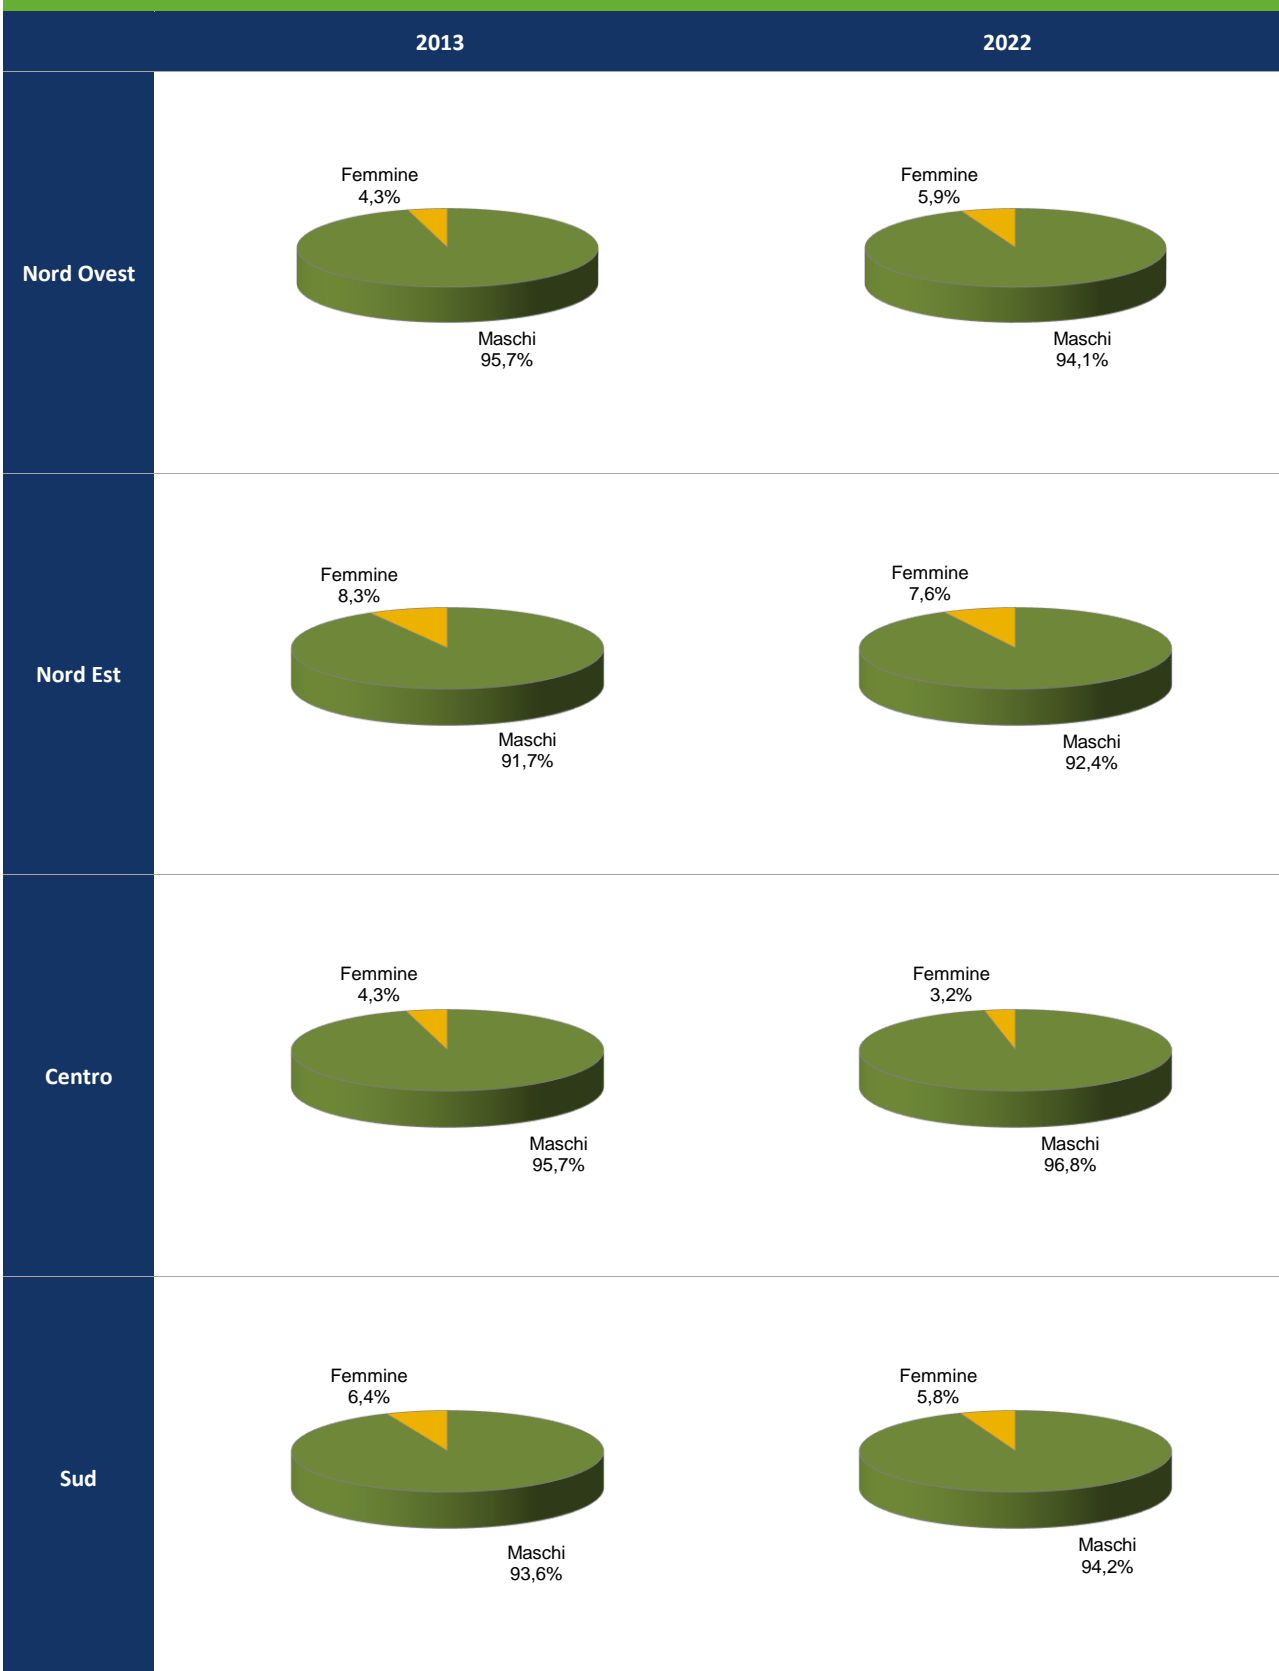 2013
2022
Nord Ovest
Femmine
4,3%
Maschi
95,7%
Femmine
5,9%
Maschi
94,1%
Nord Est
Femmine
8,3%
Maschi
91,7%
Femmine
7,6%
Maschi
92,4%
Centro
Femmine
4,3%
Maschi
95,7%
Femmine
3,2%
Maschi
96,8%
Sud
Femmine
6,4%
Maschi
93,6%
Femmine
5,8%
Maschi
94,2%